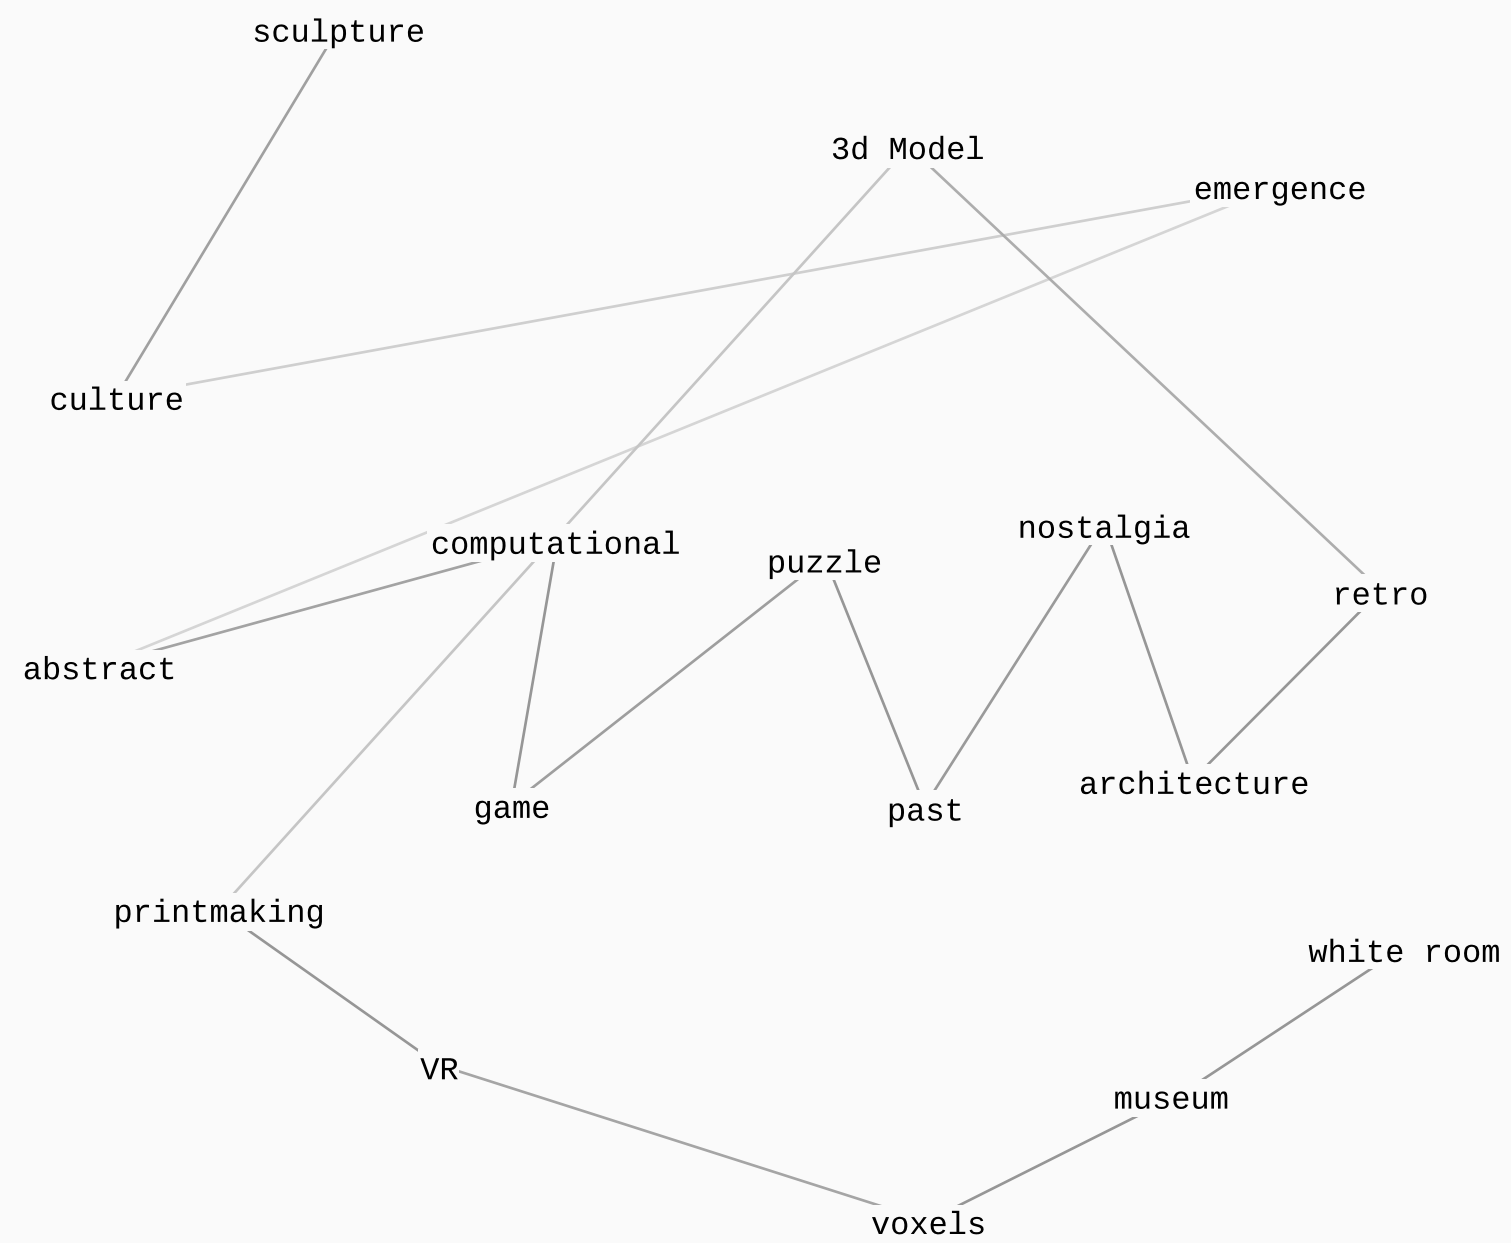 sculpture
3d Model
emergence
culture
computational
puzzle
nostalgia
retro
abstract
game
past
architecture
printmaking
white room
VR
museum
voxels